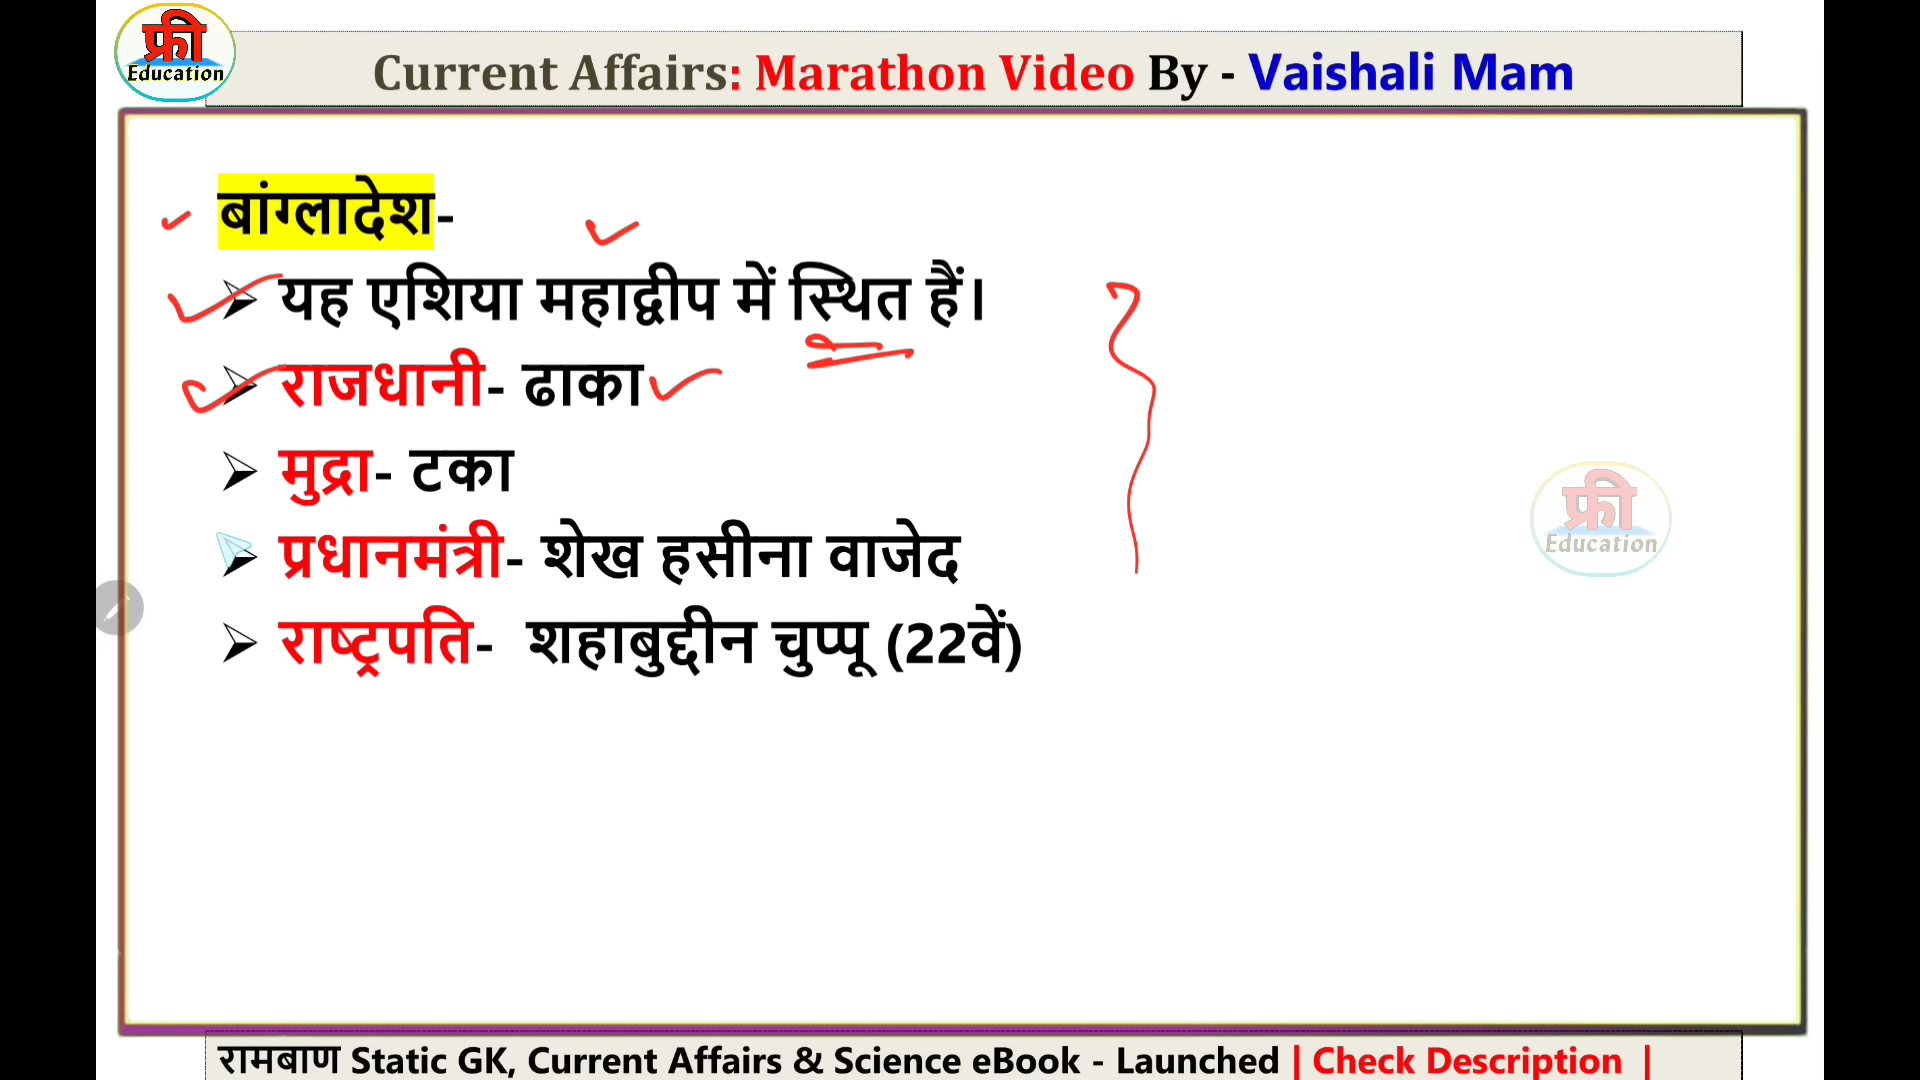 फ्री
Education
Current Affairs: Marathon Video By - Vaishali Mam
बांग्लादेश-
➢ यह एशिया महाद्वीप में स्थित हैं।
➢ राजधानी- ढाका
➢ मुद्रा- टका
➢ प्रधानमंत्री- शेख हसीना वाजेद
➢ राष्ट्रपति- शहाबुद्दीन चुप्पू (22वें)
फ्री
Education
रामबाण Static GK, Current Affairs & Science eBook - Launched | Check Description |